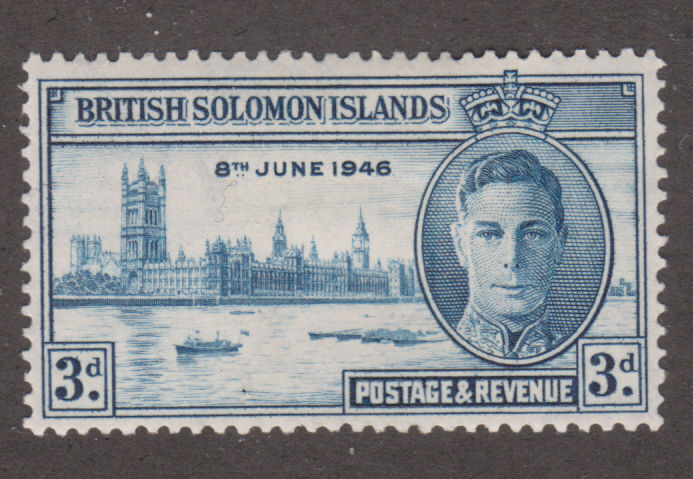 BRITISH SOLOMON ISLANDS
8TH JUNE 1946
3d.
POSTAGE & REVENUE
3d.